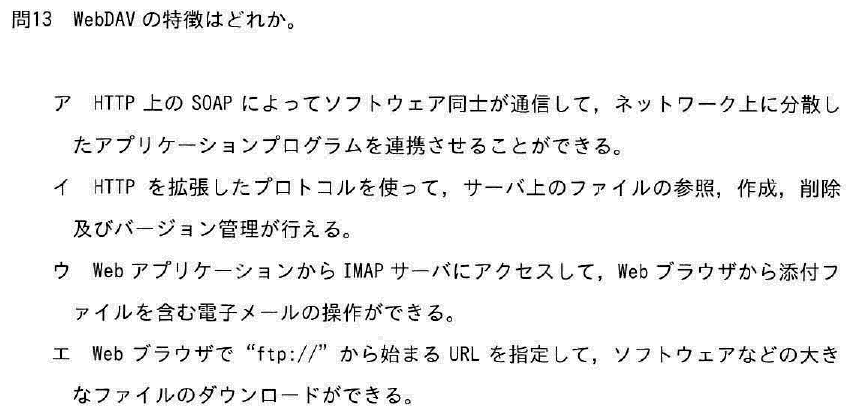 問13 WebDAV の特徴はどれか。
ア HTTP 上の SOAP によってソフトウェア同士が通信して，ネットワーク上に分散し
たアプリケーションプログラムを連携させることができる。
イ HTTP を拡張したプロトコルを使って，サーバ上のファイルの参照，作成，削除
及びバージョン管理が行える。
ウ Web アプリケーションから IMAP サーバにアクセスして，Web ブラウザから添付フ
ァイルを含む電子メールの操作ができる。
エ Web ブラウザで “ftp://” から始まる URL を指定して，ソフトウェアなどの大き
なファイルのダウンロードができる。